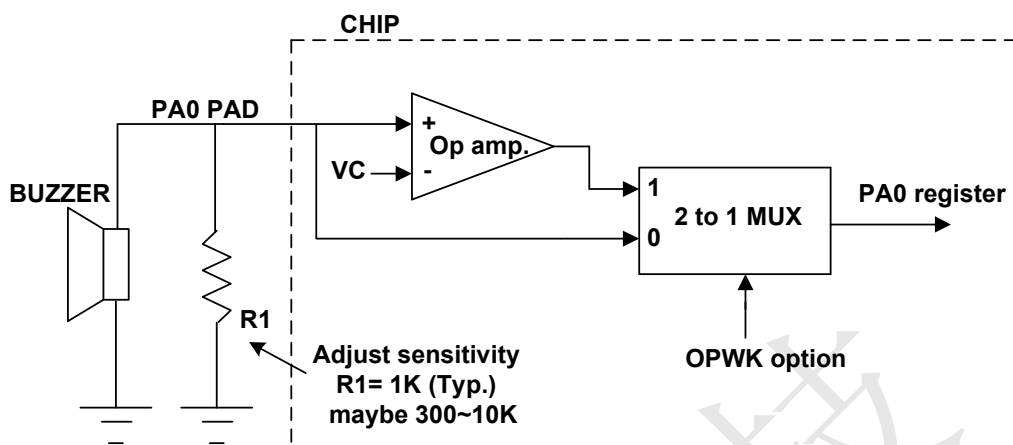 CHIP
PA0 PAD
+
Op amp.
VC
-
BUZZER
1
2 to 1 MUX
0
PA0 register
R1
Adjust sensitivity
R1= 1K (Typ.)
maybe 300~10K
OPWK option